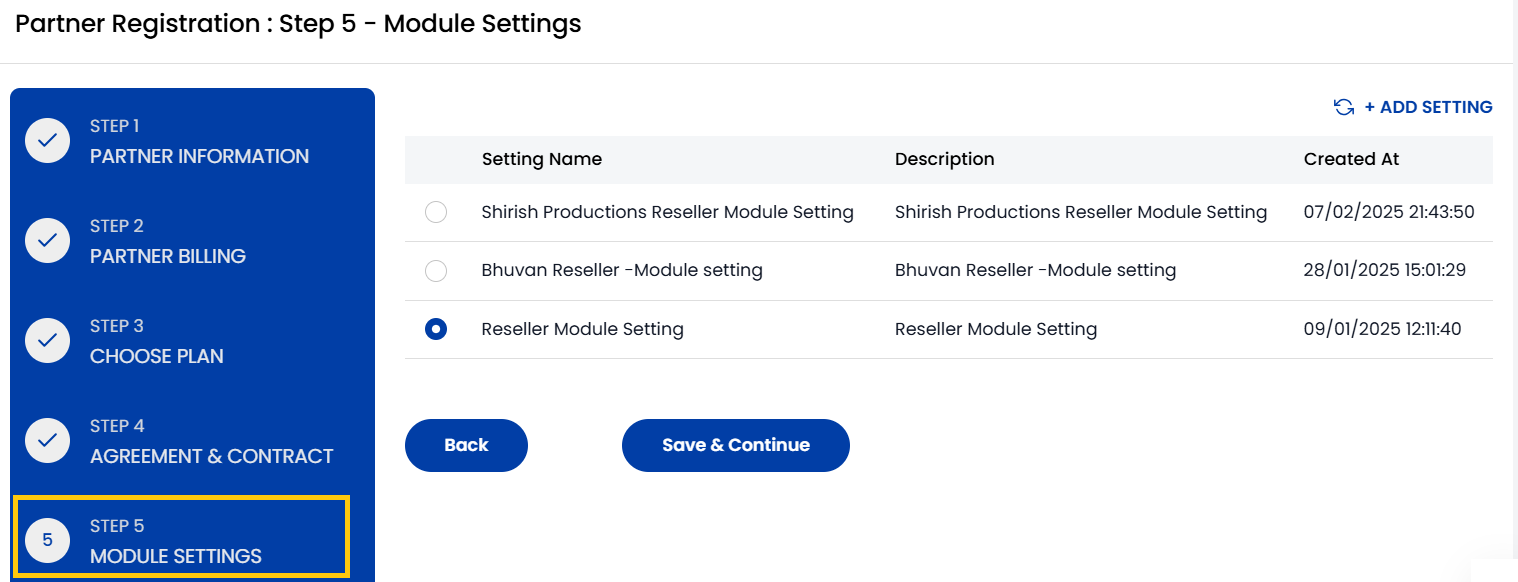 Partner Registration : Step 5 - Module Settings
STEP 1
PARTNER INFORMATION
STEP 2
PARTNER BILLING
STEP 3
CHOOSE PLAN
STEP 4
AGREEMENT & CONTRACT
5
STEP 5
MODULE SETTINGS
+ ADD SETTING
Setting Name Description Created At
Shirish Productions Reseller Module Setting Shirish Productions Reseller Module Setting 07/02/2025 21:43:50
Bhuvan Reseller -Module setting Bhuvan Reseller -Module setting 28/01/2025 15:01:29
Reseller Module Setting Reseller Module Setting 09/01/2025 12:11:40
Back Save & Continue